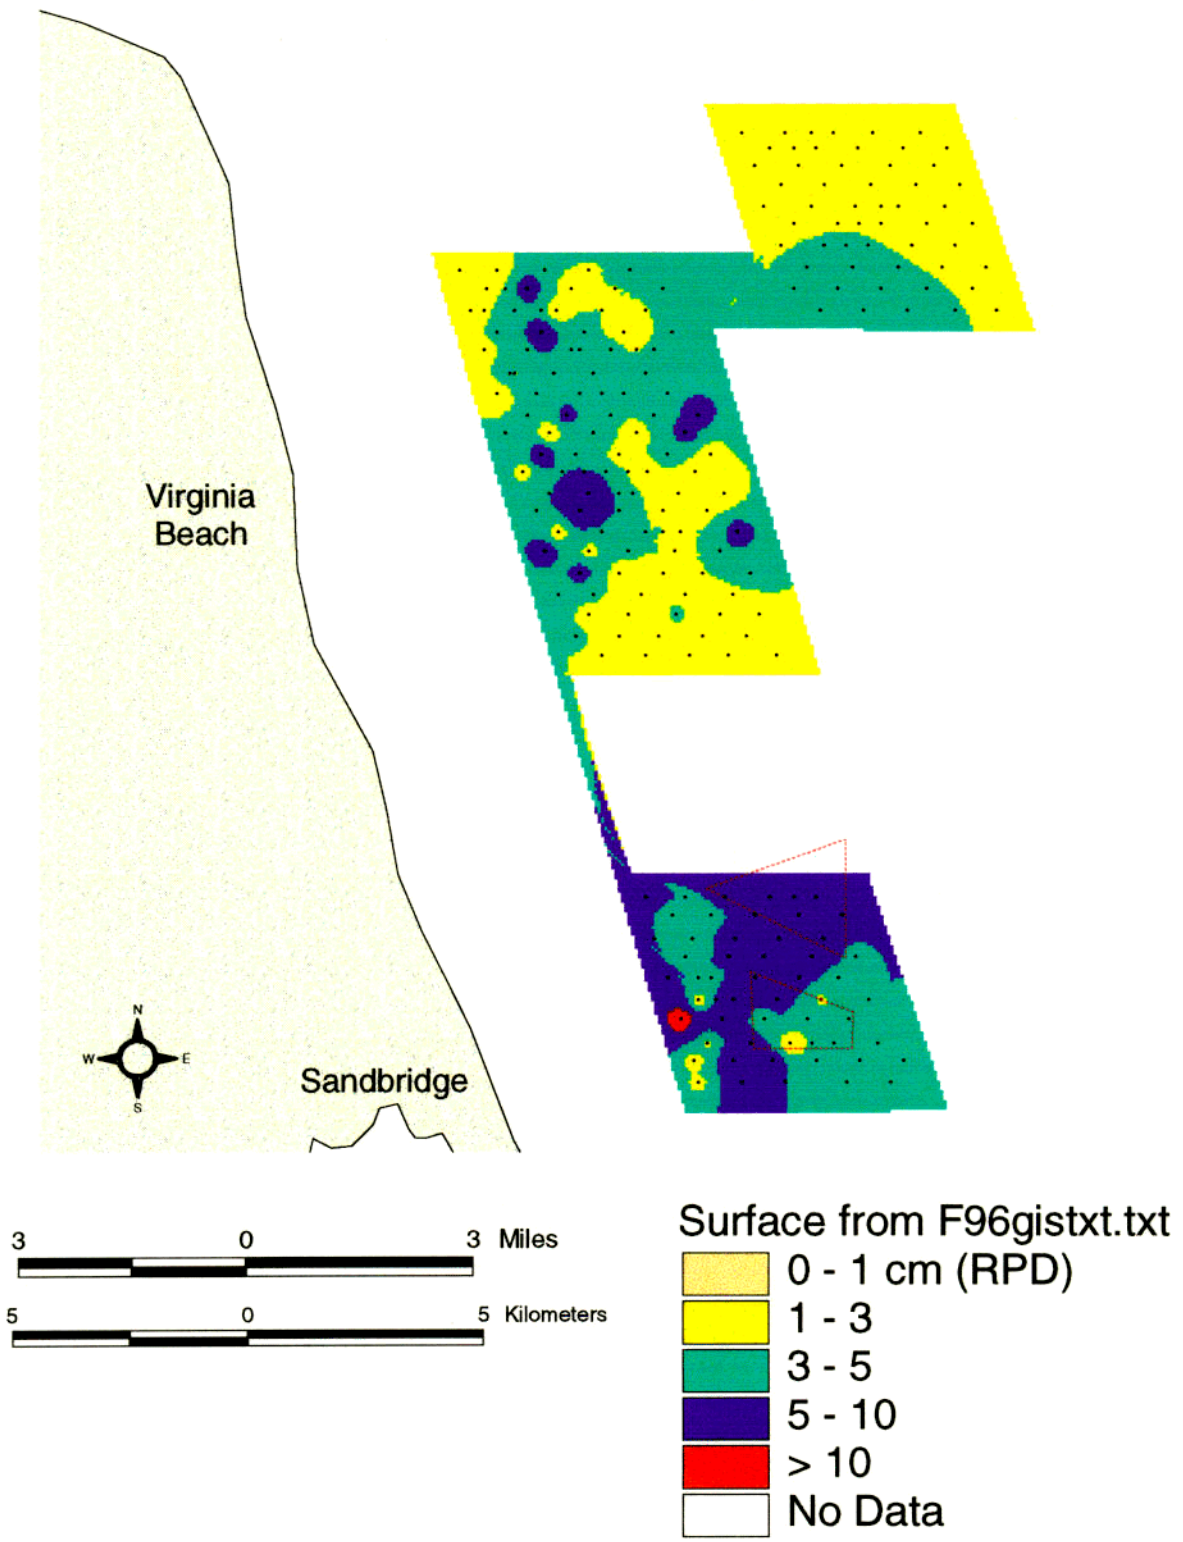 Virginia
Beach
N
W E
S
Sandbridge
3 0 3 Miles
5 0 5 Kilometers
Surface from F96gistxt.txt
0 - 1 cm (RPD)
1 - 3
3 - 5
5 - 10
> 10
No Data